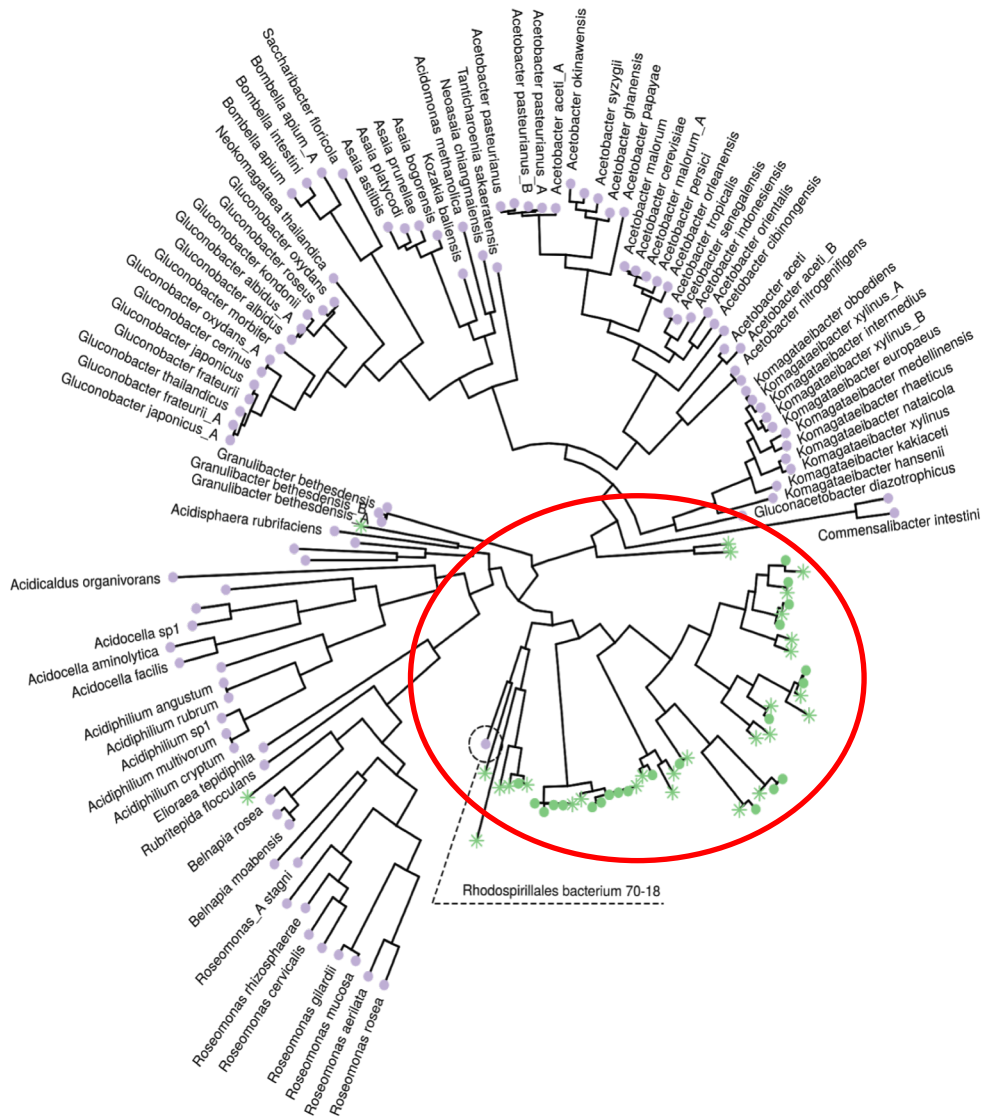 Saccharibacter floricola
Bombella apium_A
Bombella intestini
Bombella apium
Neokomagataea thailandica
Gluconobacter oxydans
Gluconobacter roseus
Gluconobacter kondonii
Gluconobacter albidus_A
Gluconobacter albidus
Gluconobacter morbifer
Gluconobacter oxydans_A
Gluconobacter cerinus
Gluconobacter japonicus
Gluconobacter frateurii
Gluconobacter thailandicus
Gluconobacter frateurii_A
Gluconobacter japonicus_A
Asaia astilbis
Asaia platycodi
Asaia prunellae
Asaia bogorensis
Kozakia baliensis
Acidomonas methanolica
Neoasaia chiangmaiensis
Tanticharoenia sakaeratensis
Acetobacter pasteurianus
Acetobacter pasteurianus_B
Acetobacter pasteurianus_A
Acetobacter aceti_A
Acetobacter okinawensis
Acetobacter syzygii
Acetobacter ghanensis
Acetobacter papayae
Acetobacter malorum
Acetobacter cerevisiae
Acetobacter malorum_A
Acetobacter persici
Acetobacter orleanensis
Acetobacter tropicalis
Acetobacter senegalensis
Acetobacter indonesiensis
Acetobacter orientalis
Acetobacter cibinongensis
Acetobacter aceti
Acetobacter aceti_B
Acetobacter nitrogenifigens
Komagataeibacter oboediens
Komagataeibacter xylinus_A
Komagataeibacter intermedius
Komagataeibacter xylinus_B
Komagataeibacter europaeus
Komagataeibacter medellinensis
Komagataeibacter rhaeticus
Komagataeibacter nataicola
Komagataeibacter xylinus
Komagataeibacter kakiaceti
Komagataeibacter hansenii
Gluconacetobacter diazotrophicus
Commensalibacter intestini
Granulibacter bethesdensis
Granulibacter bethesdensis_B
Granulibacter bethesdensis_A
Acidisphaera rubrifaciens
Acidicaldus organivorans
Acidocella sp1
Acidocella aminolytica
Acidocella facilis
Acidiphilium angustum
Acidiphilium rubrum
Acidiphilium sp1
Acidiphilium multivorum
Acidiphilium cryptum
Elioraea tepidiphila
Rubritepida flocculans
Belnapia rosea
Belnapia moabensis
Roseomonas_A stagni
Roseomonas rhizosphaerae
Roseomonas cervicalis
Roseomonas gilardii
Roseomonas mucosa
Roseomonas aerilata
Roseomonas rosea
Rhodospirillales bacterium 70-18